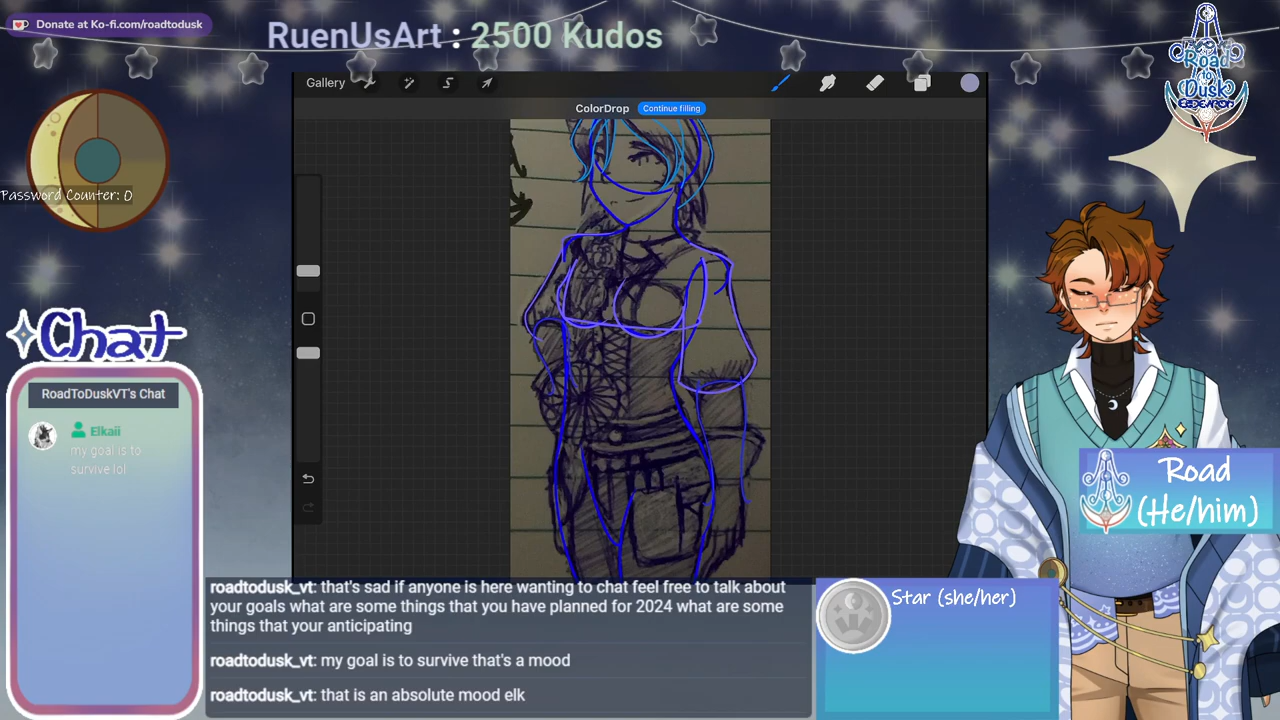 Donate at Ko-fi.com/roadtodusk
RuenUsArt : 2500 Kudos
Road
to
Dusk
Gallery
ColorDrop
Continue filling
Password Counter: 0
Chat
RoadToDuskVT's Chat
Elkaii
my goal is to
survive lol
Road
(He/him)
Star (she/her)
roadtodusk_vt: that's sad if anyone is here wanting to chat feel free to talk about
your goals what are some things that you have planned for 2024 what are some
things that your anticipating
roadtodusk_vt: my goal is to survive that's a mood
roadtodusk_vt: that is an absolute mood elk